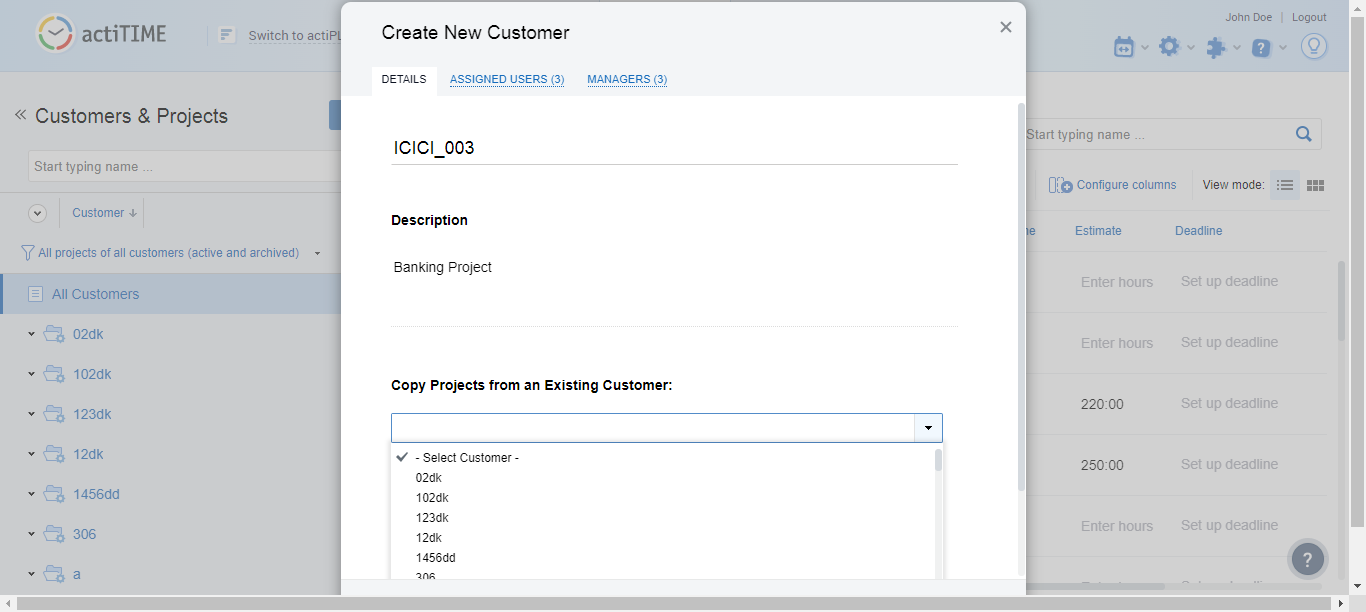 John Doe | Logout
actiTIME
Switch to actiPL
Create New Customer
DETAILS
ASSIGNED USERS (3)
MANAGERS (3)
Customers & Projects
Start typing name ...
Customer
All projects of all customers (active and archived)
All Customers
02dk
102dk
123dk
12dk
1456dd
306
a
ICICI_003
Description
Banking Project
Copy Projects from an Existing Customer:
- Select Customer -
02dk
102dk
123dk
12dk
1456dd
306
Start typing name ...
Configure columns
View mode:
Estimate
Deadline
Enter hours
Set up deadline
Enter hours
Set up deadline
220:00
Set up deadline
250:00
Set up deadline
Enter hours
Set up deadline
?